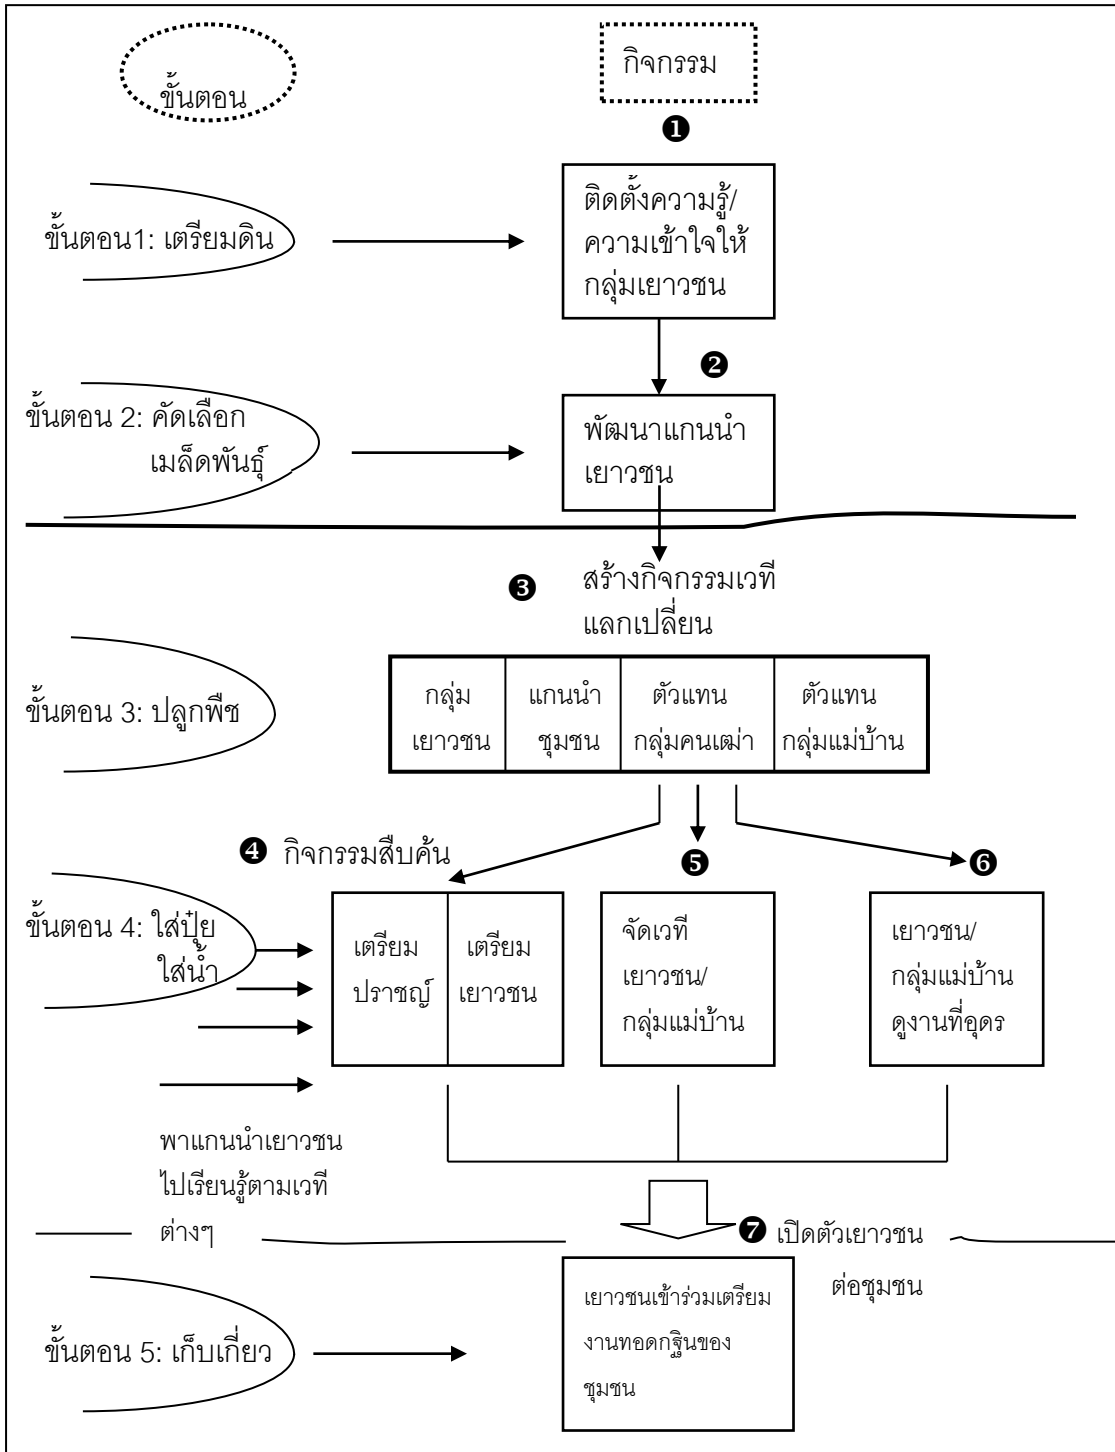 ขั้นตอน
กิจกรรม
❶
ขั้นตอน1: เตรียมดิน
ติดตั้งความรู้/
ความเข้าใจให้
กลุ่มเยาวชน
❷
ขั้นตอน 2: คัดเลือก
เมล็ดพันธุ์
พัฒนาแกนนำ
เยาวชน
❸
สร้างกิจกรรมเวที
แลกเปลี่ยน
ขั้นตอน 3: ปลูกพืช
กลุ่ม
เยาวชน
แกนนำ
ชุมชน
ตัวแทน
กลุ่มคนเฒ่า
ตัวแทน
กลุ่มแม่บ้าน
❹ กิจกรรมสืบค้น
❺
❻
ขั้นตอน 4: ใส่ปุ๋ย
ใส่น้ำ
เตรียม
ปราชญ์
เตรียม
เยาวชน
จัดเวที
เยาวชน/
กลุ่มแม่บ้าน
เยาวชน/
กลุ่มแม่บ้าน
ดูงานที่อุดร
พาแกนนำเยาวชน
ไปเรียนรู้ตามเวที
ต่างๆ
❼ เปิดตัวเยาวชน
ต่อชุมชน
ขั้นตอน 5: เก็บเกี่ยว
เยาวชนเข้าร่วมเตรียม
งานทอดกฐินของ
ชุมชน